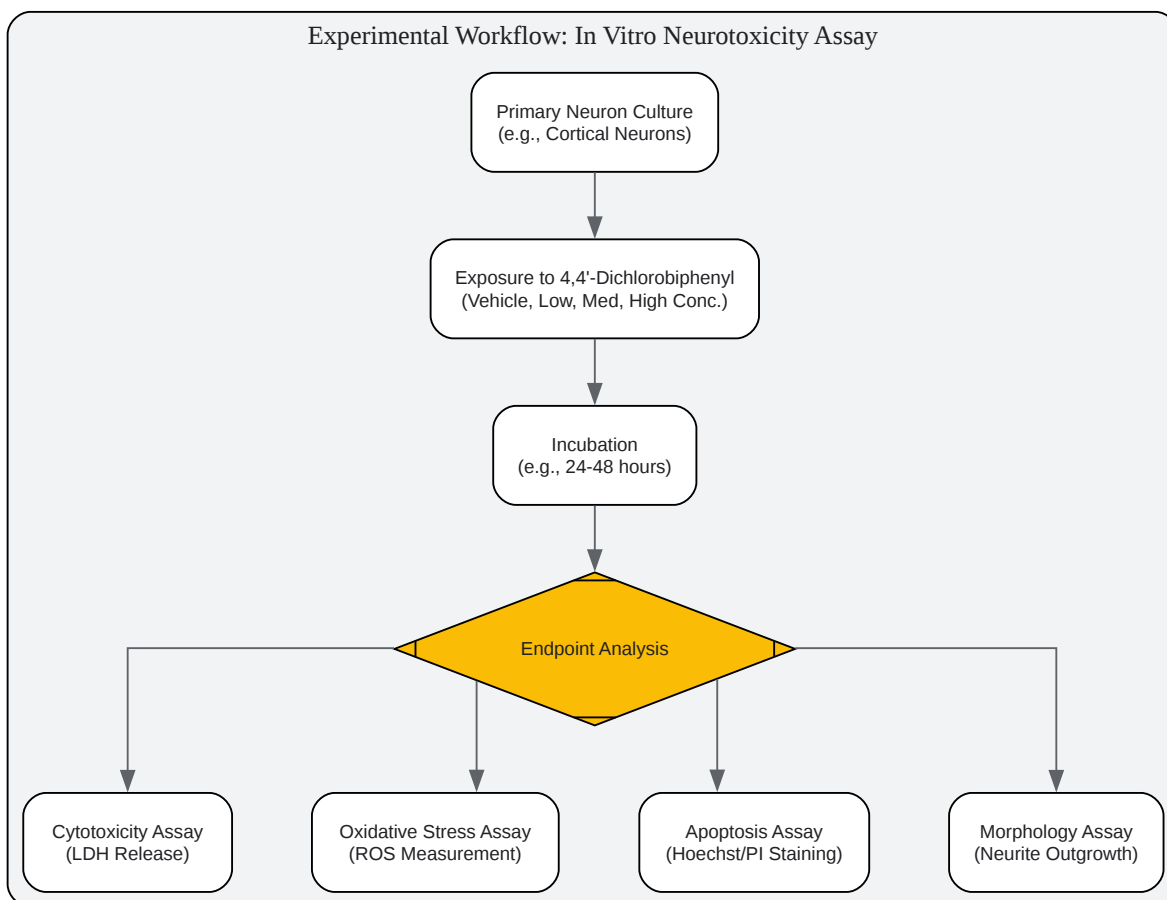 Experimental Workflow: In Vitro Neurotoxicity Assay
Primary Neuron Culture
(e.g., Cortical Neurons)
Exposure to 4,4'-Dichlorobiphenyl
(Vehicle, Low, Med, High Conc.)
Incubation
(e.g., 24-48 hours)
Endpoint Analysis
Cytotoxicity Assay
(LDH Release)
Oxidative Stress Assay
(ROS Measurement)
Apoptosis Assay
(Hoechst/PI Staining)
Morphology Assay
(Neurite Outgrowth)